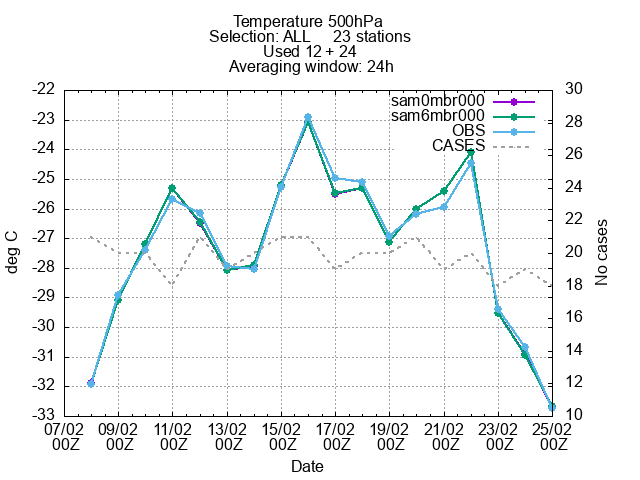 Temperature 500hPa
Selection: ALL 23 stations
Used 12 + 24
Averaging window: 24h
sam0mbr000
sam6mbr000
OBS
CASES
-22
-23
-24
-25
-26
-27
-28
-29
-30
-31
-32
-33
deg C
30
28
26
24
22
20
18
16
14
12
10
No cases
07/02 09/02 11/02 13/02 15/02 17/02 19/02 21/02 23/02 25/02
00Z 00Z 00Z 00Z 00Z 00Z 00Z 00Z 00Z 00Z
Date